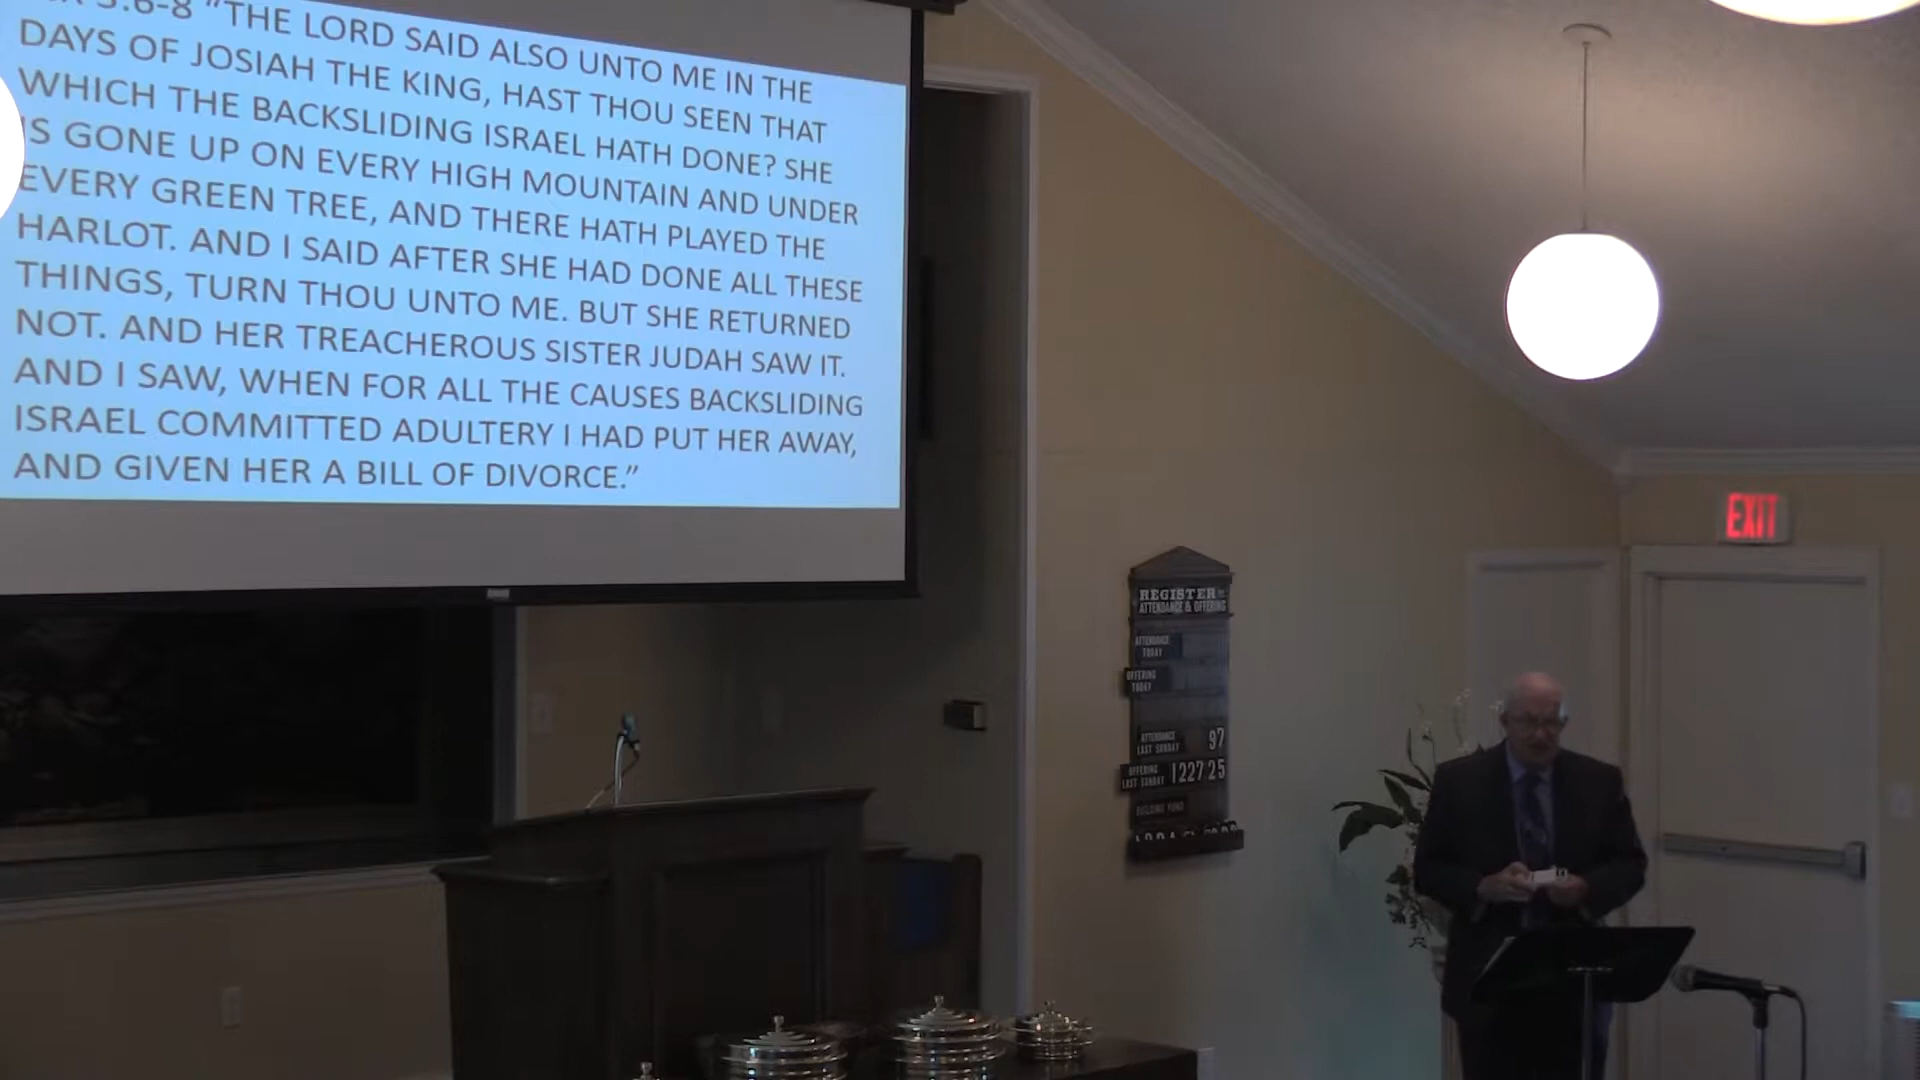 3:6-8 “THE LORD SAID ALSO UNTO ME IN THE
DAYS OF JOSIAH THE KING, HAST THOU SEEN THAT
WHICH THE BACKSLIDING ISRAEL HATH DONE? SHE
IS GONE UP ON EVERY HIGH MOUNTAIN AND UNDER
EVERY GREEN TREE, AND THERE HATH PLAYED THE
HARLOT. AND I SAID AFTER SHE HAD DONE ALL THESE
THINGS, TURN THOU UNTO ME. BUT SHE RETURNED
NOT. AND HER TREACHEROUS SISTER JUDAH SAW IT.
AND I SAW, WHEN FOR ALL THE CAUSES BACKSLIDING
ISRAEL COMMITTED ADULTERY I HAD PUT HER AWAY,
AND GIVEN HER A BILL OF DIVORCE.”
EXIT
REGISTER OF
ATTENDANCE & OFFERING
ATTENDANCE
TODAY
OFFERING
TODAY
ATTENDANCE
LAST SUNDAY 97
OFFERING
LAST SUNDAY 1227 25
BUILDING FUND